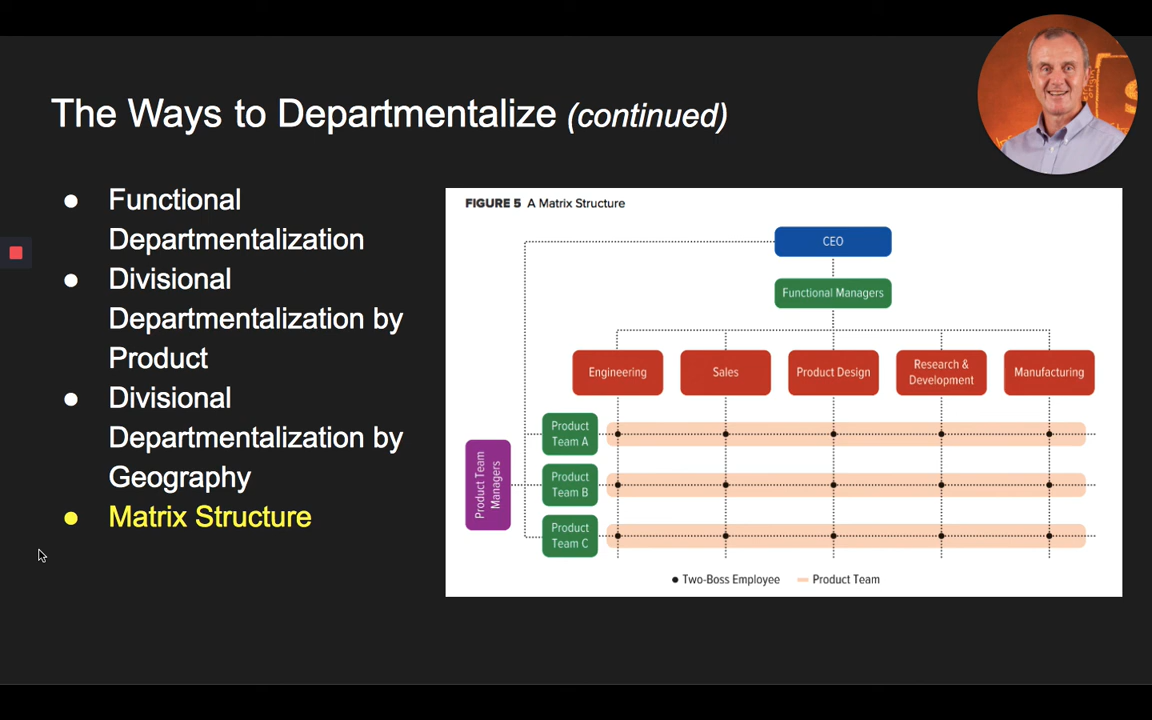 The Ways to Departmentalize (continued)
● Functional
Departmentalization
● Divisional
Departmentalization by
Product
● Divisional
Departmentalization by
Geography
● Matrix Structure
FIGURE 5 A Matrix Structure
CEO
Functional Managers
Engineering
Sales
Product Design
Research &
Development
Manufacturing
Product Team
Managers
Product
Team A
Product
Team B
Product
Team C
Two-Boss Employee
Product Team